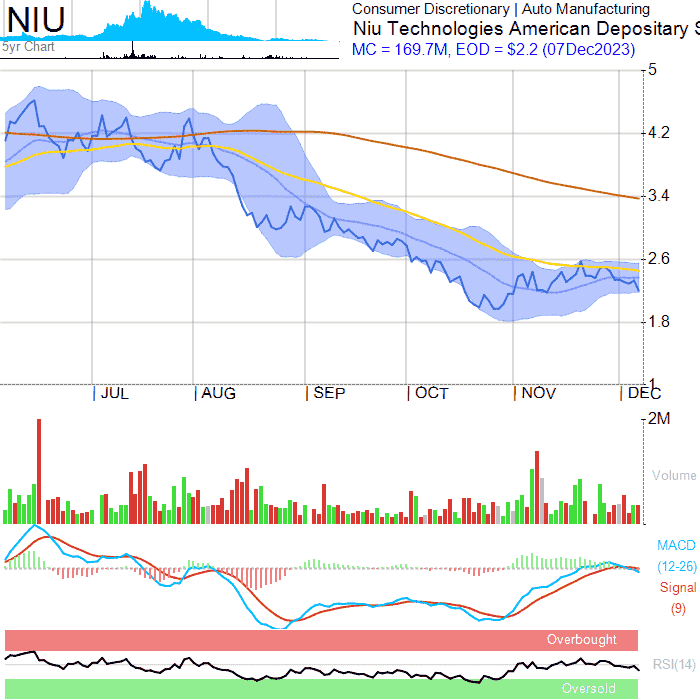 NIU
5yr Chart
Consumer Discretionary | Auto Manufacturing
Niu Technologies American Depositary S
MC = 169.7M, EOD = $2.2 (07Dec2023)
5
4.2
3.4
2.6
1.8
1
JUL
AUG
SEP
OCT
NOV
DEC
2M
Volume
MACD
(12-26)
Signal
(9)
Overbought
RSI(14)
Oversold